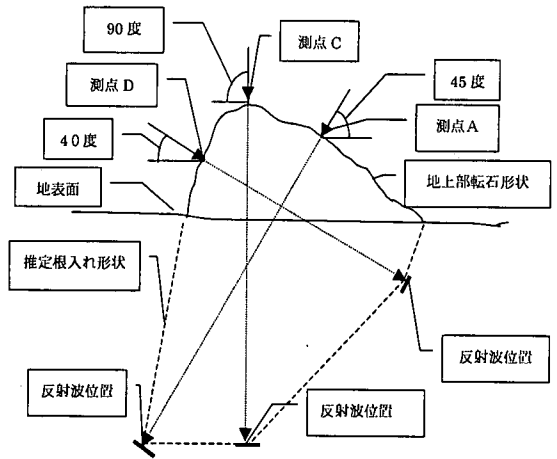 90度
測点C
測点D
45度
40度
測点A
地表面
地上部転石形状
推定根入れ形状
反射波位置
反射波位置
反射波位置